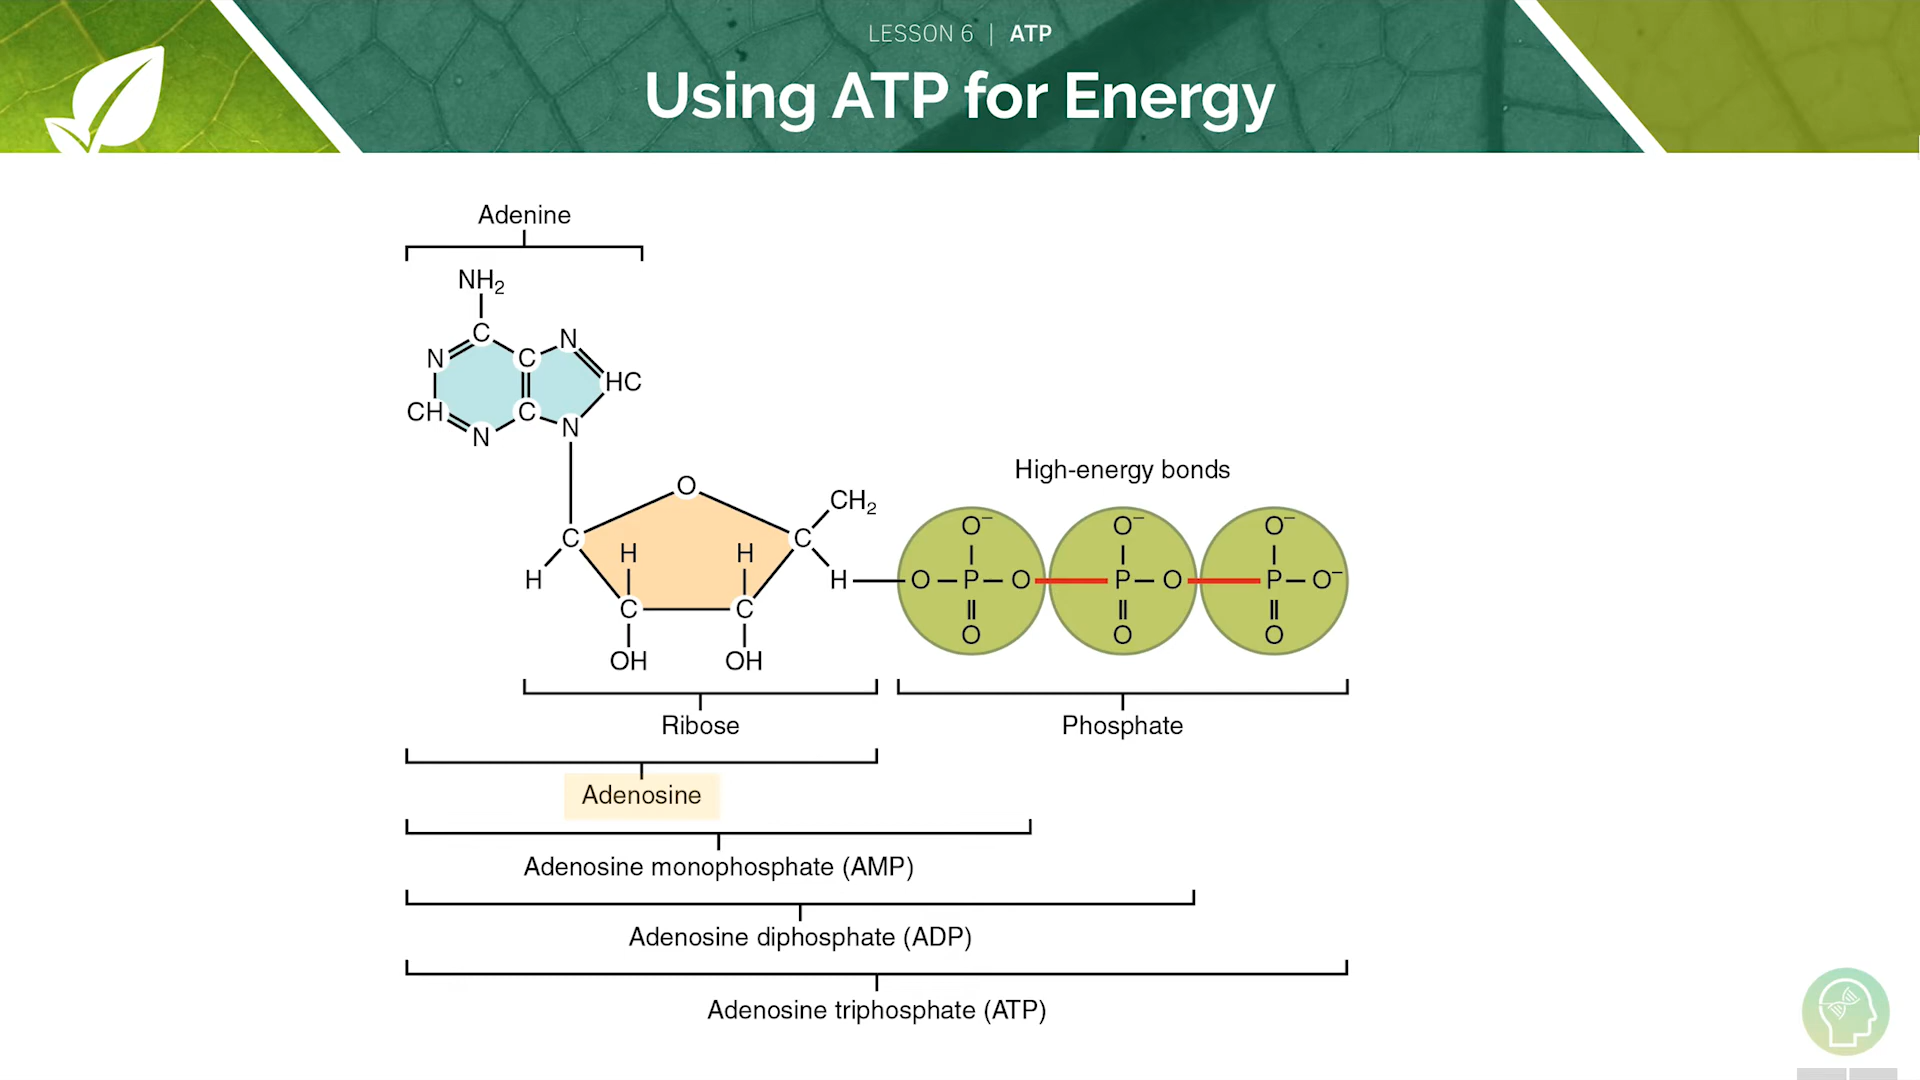 LESSON 6 | ATP
Using ATP for Energy
Adenine
NH2
C
N
N
C
HC
CH
C
N
N
High-energy bonds
O
CH2
O–
O–
O–
C
C
H
H
H
H
O
P
O
P
O
P
O–
C
C
O
O
O
OH
OH
Ribose
Phosphate
Adenosine
Adenosine monophosphate (AMP)
Adenosine diphosphate (ADP)
Adenosine triphosphate (ATP)